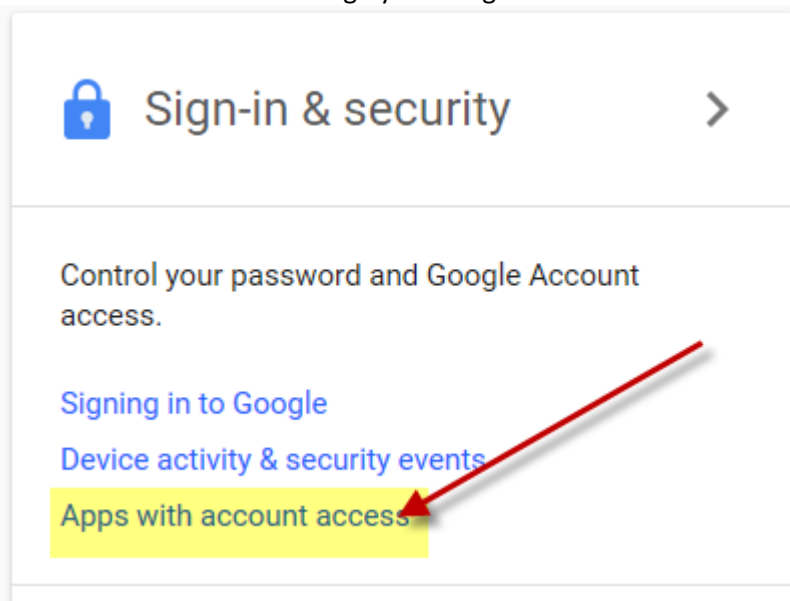 Sign-in & security
Control your password and Google Account
access.
Signing in to Google
Device activity & security events
Apps with account access